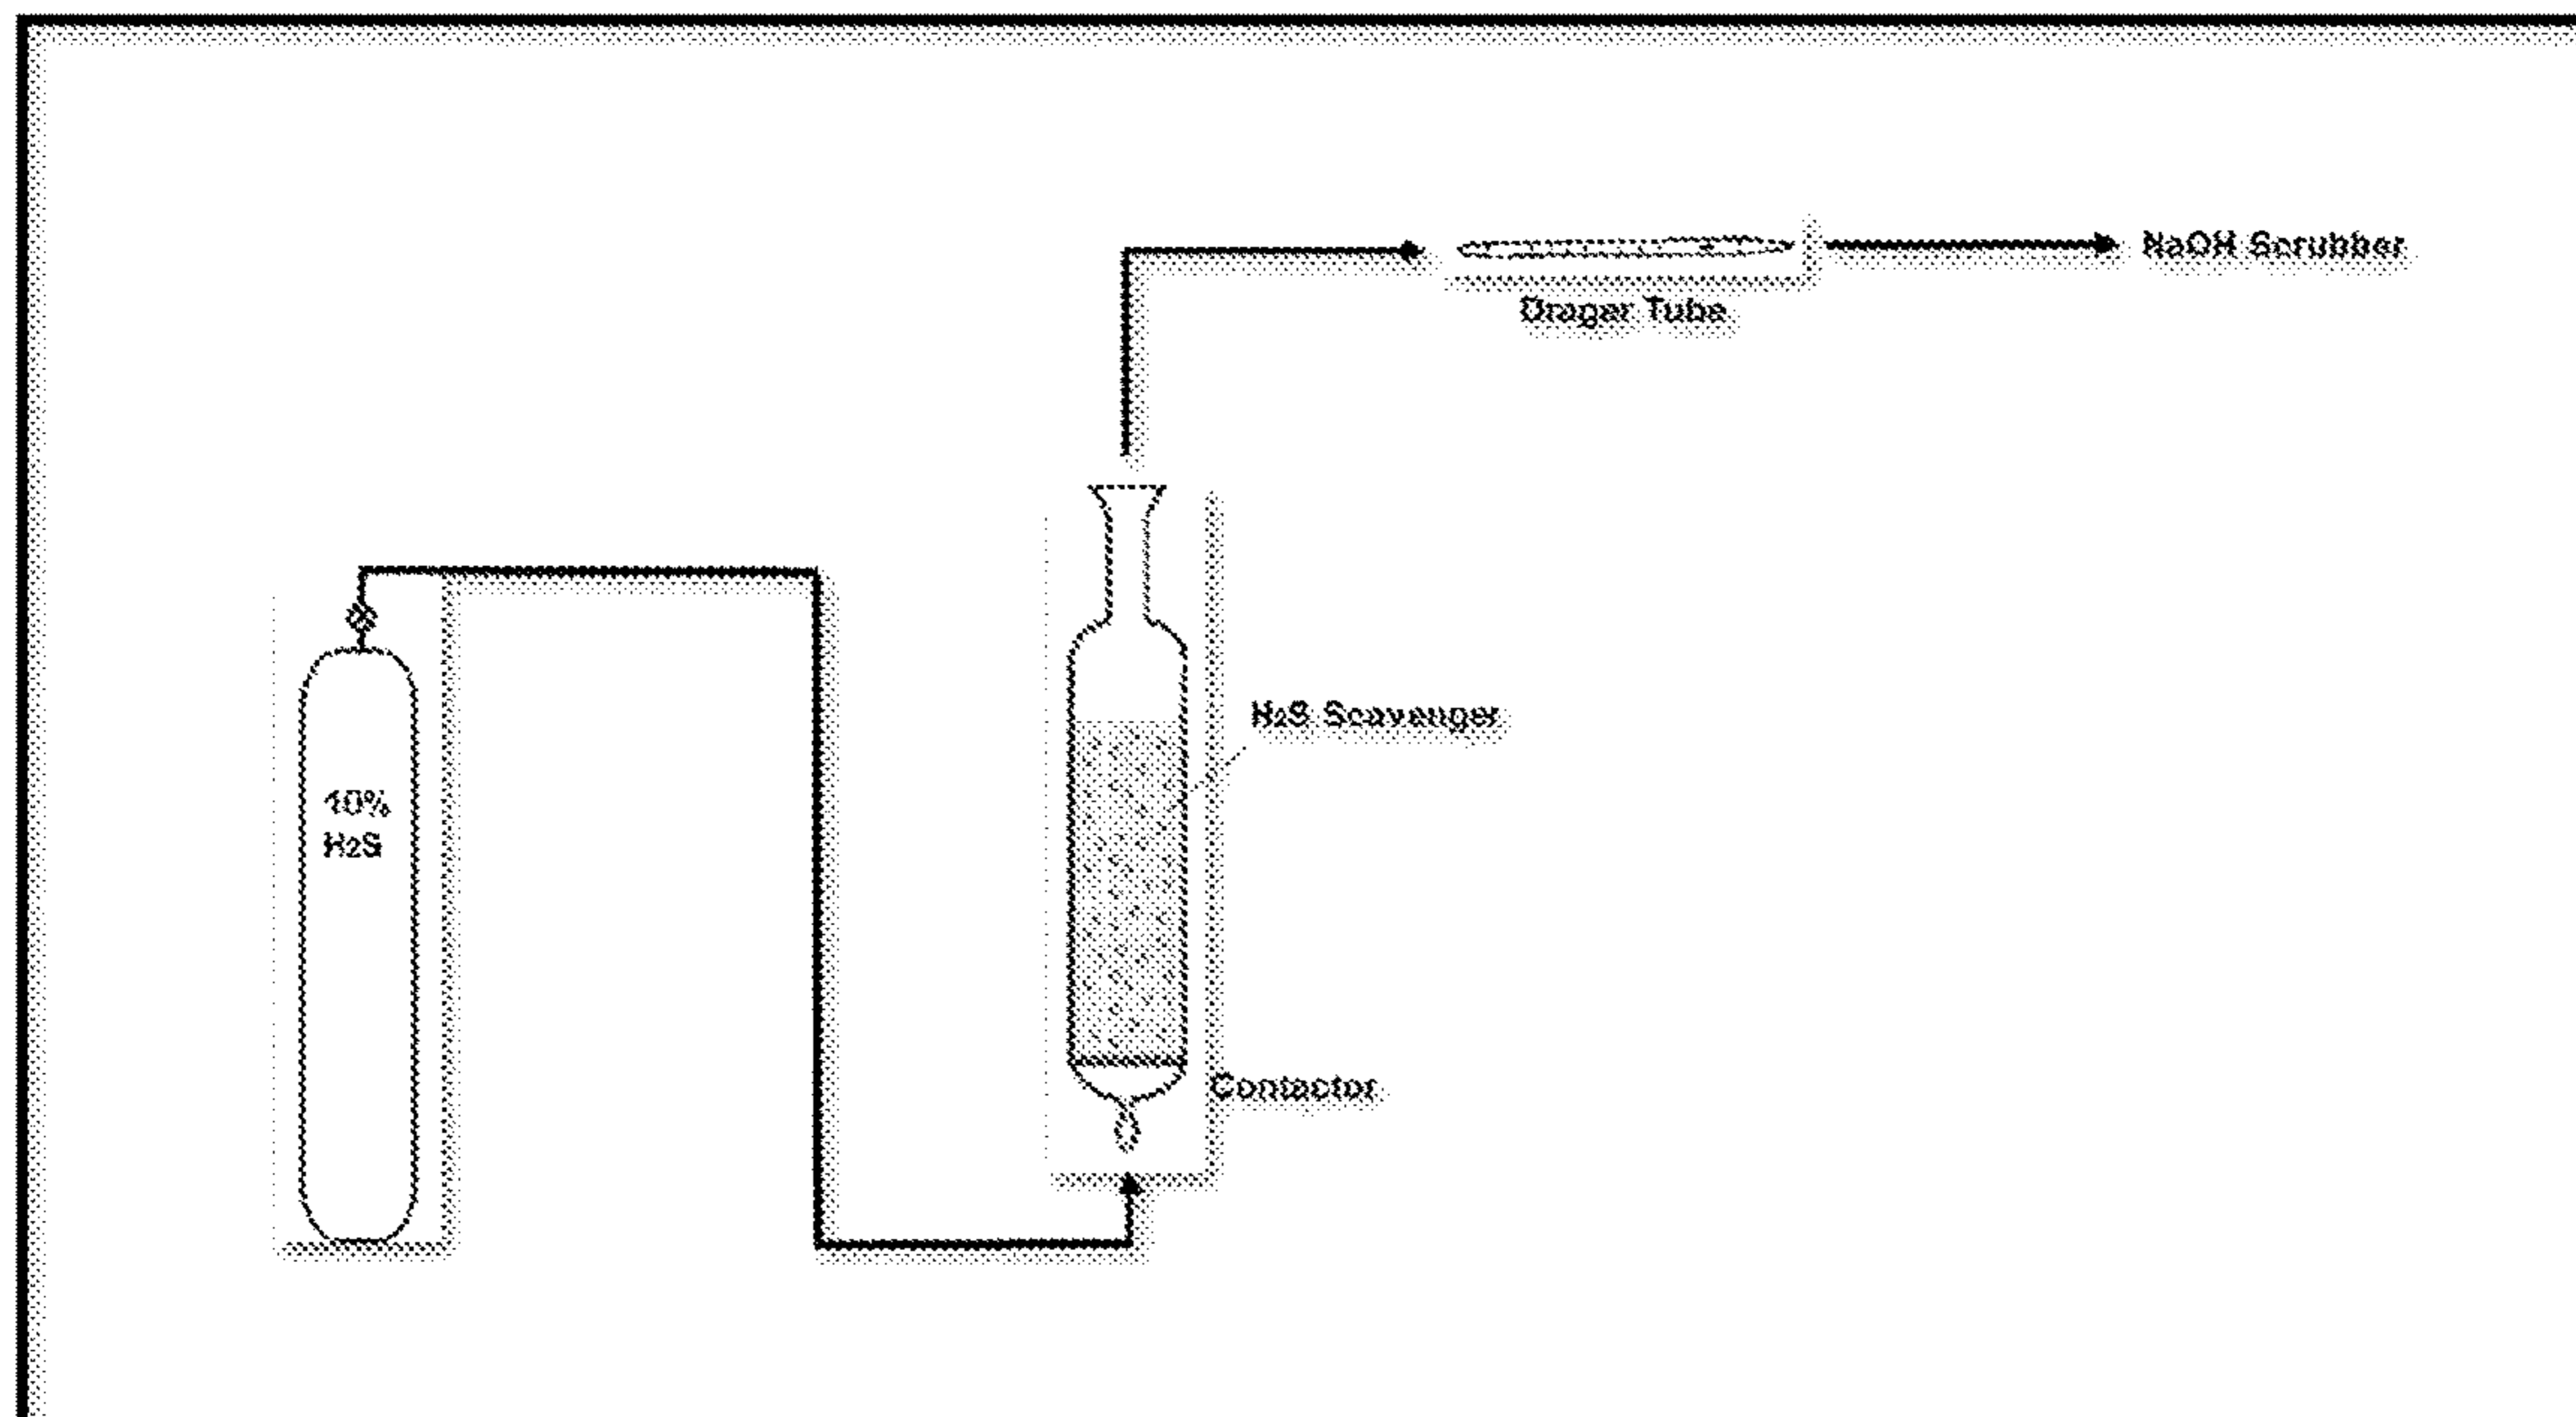 NaOH Scrubber
Drager Tube
H2S Scavenger
10%
H2S
Contactor